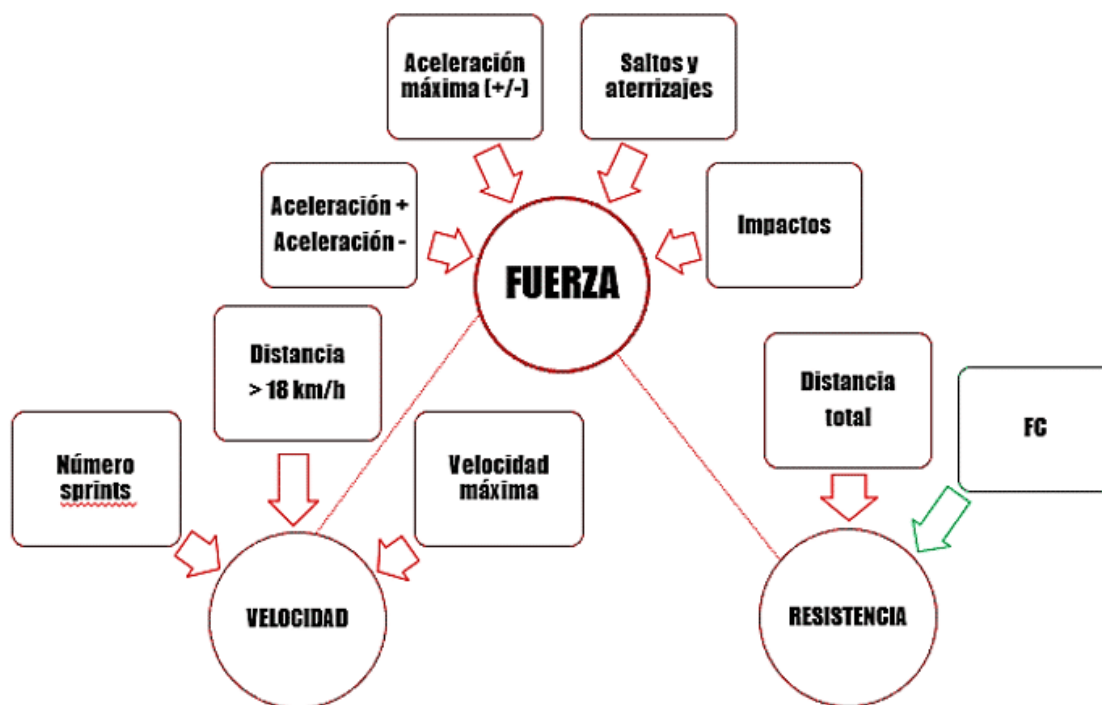 Aceleración
máxima (+/-)
Saltos y
aterrizajes
Aceleración +
Aceleración -
Impactos
FUERZA
Distancia
> 18 km/h
Distancia
total
FC
Número
sprints
Velocidad
máxima
VELOCIDAD
RESISTENCIA